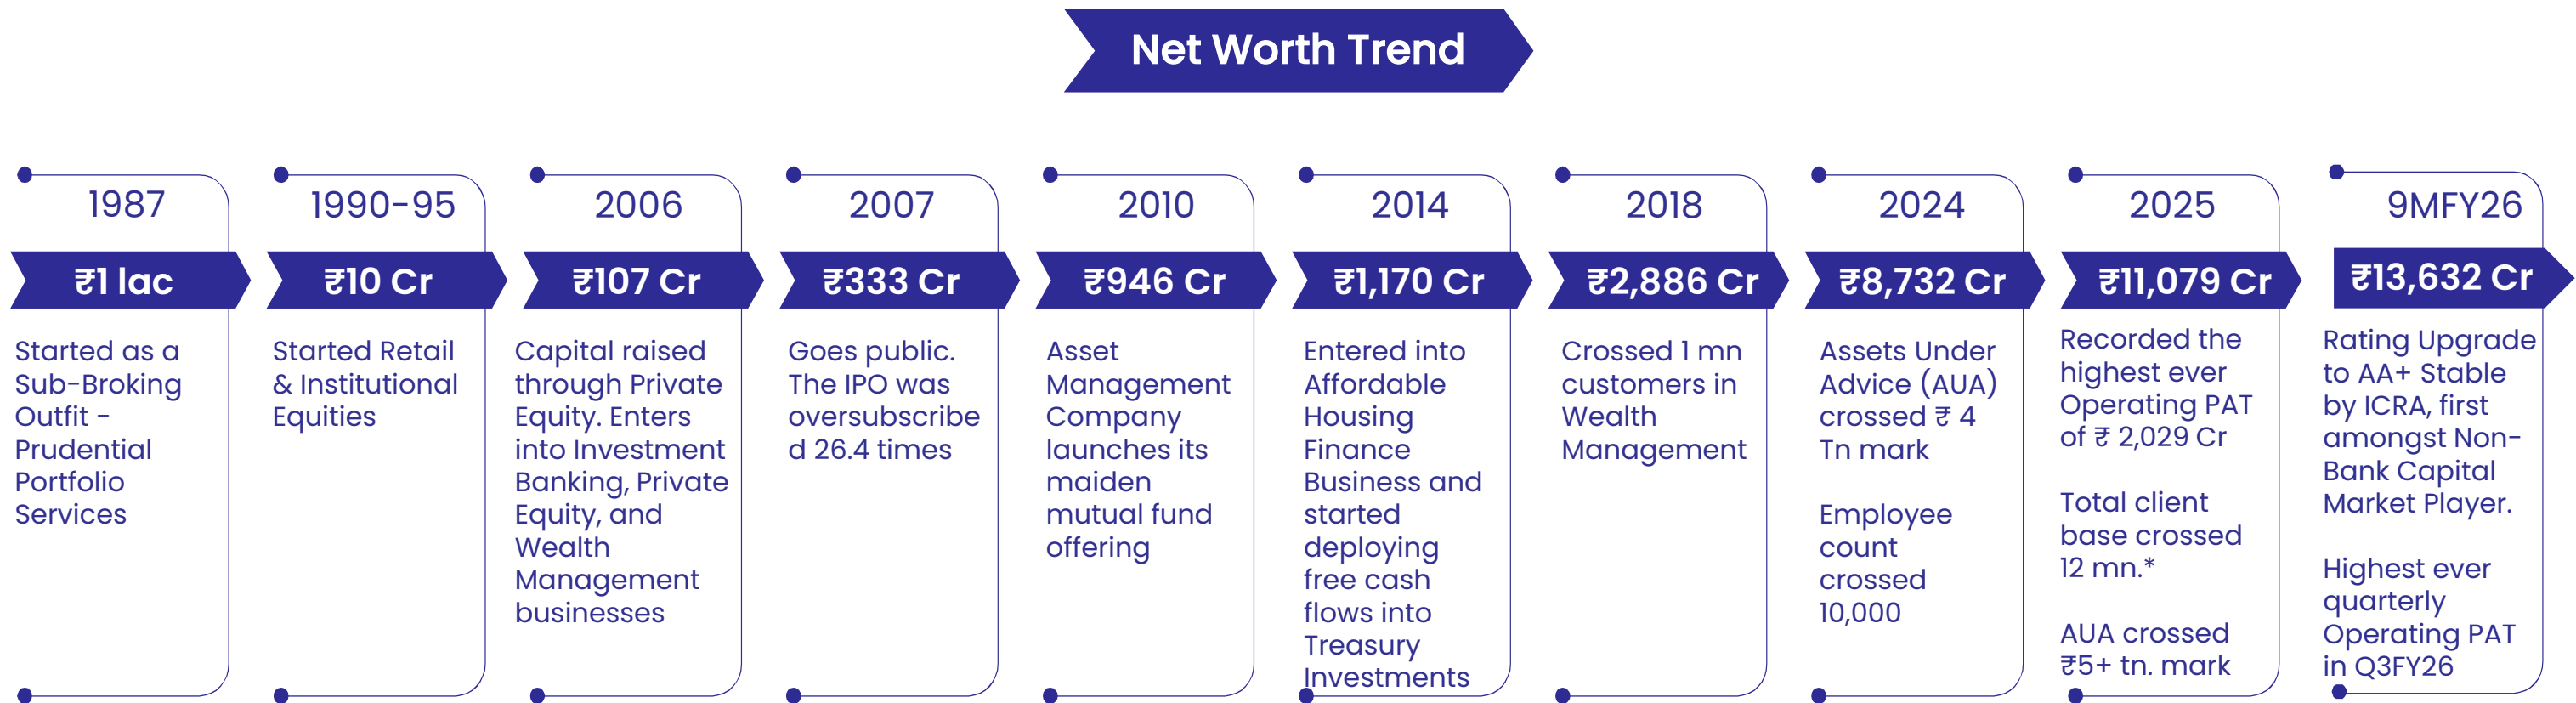 Net Worth Trend
1987
₹1 lac
Started as a
Sub-Broking
Outfit -
Prudential
Portfolio
Services
1990-95
₹10 Cr
Started Retail
& Institutional
Equities
2006
₹107 Cr
Capital raised
through Private
Equity. Enters
into Investment
Banking, Private
Equity, and
Wealth
Management
businesses
2007
₹333 Cr
Goes public.
The IPO was
oversubscribe
d 26.4 times
2010
₹946 Cr
Asset
Management
Company
launches its
maiden
mutual fund
offering
2014
₹1,170 Cr
Entered into
Affordable
Housing
Finance
Business and
started
deploying
free cash
flows into
Treasury
Investments
2018
₹2,886 Cr
Crossed 1 mn
customers in
Wealth
Management
2024
₹8,732 Cr
Assets Under
Advice (AUA)
crossed ₹ 4
Tn mark
Employee
count
crossed
10,000
2025
₹11,079 Cr
Recorded the
highest ever
Operating PAT
of ₹ 2,029 Cr
Total client
base crossed
12 mn.*
AUA crossed
₹5+ tn. mark
9MFY26
₹13,632 Cr
Rating Upgrade
to AA+ Stable
by ICRA, first
amongst Non-
Bank Capital
Market Player.
Highest ever
quarterly
Operating PAT
in Q3FY26